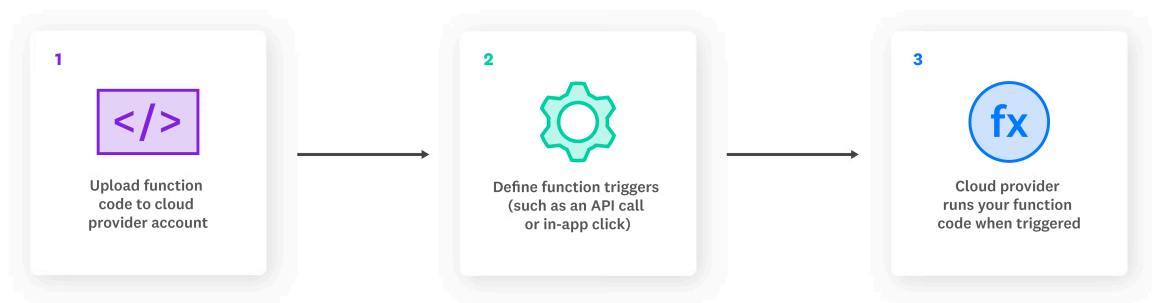 1
</>
Upload function
code to cloud
provider account
2
Define function triggers
(such as an API call
or in-app click)
3
fx
Cloud provider
runs your function
code when triggered